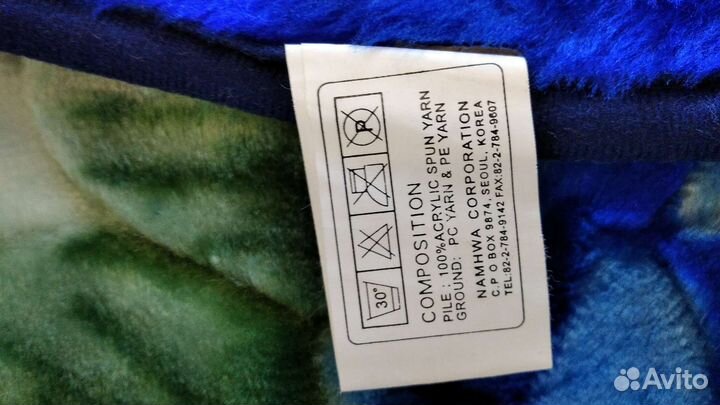 30°
P
COMPOSITION
PILE : 100%ACRYLIC SPUN YARN
GROUND: PC YARN & PE YARN
NAMHWA CORPORATION
C.P O BOX 9874, SEOUL, KOREA
TEL:82-2-784-9142 FAX:82-2-784-9607
Avito